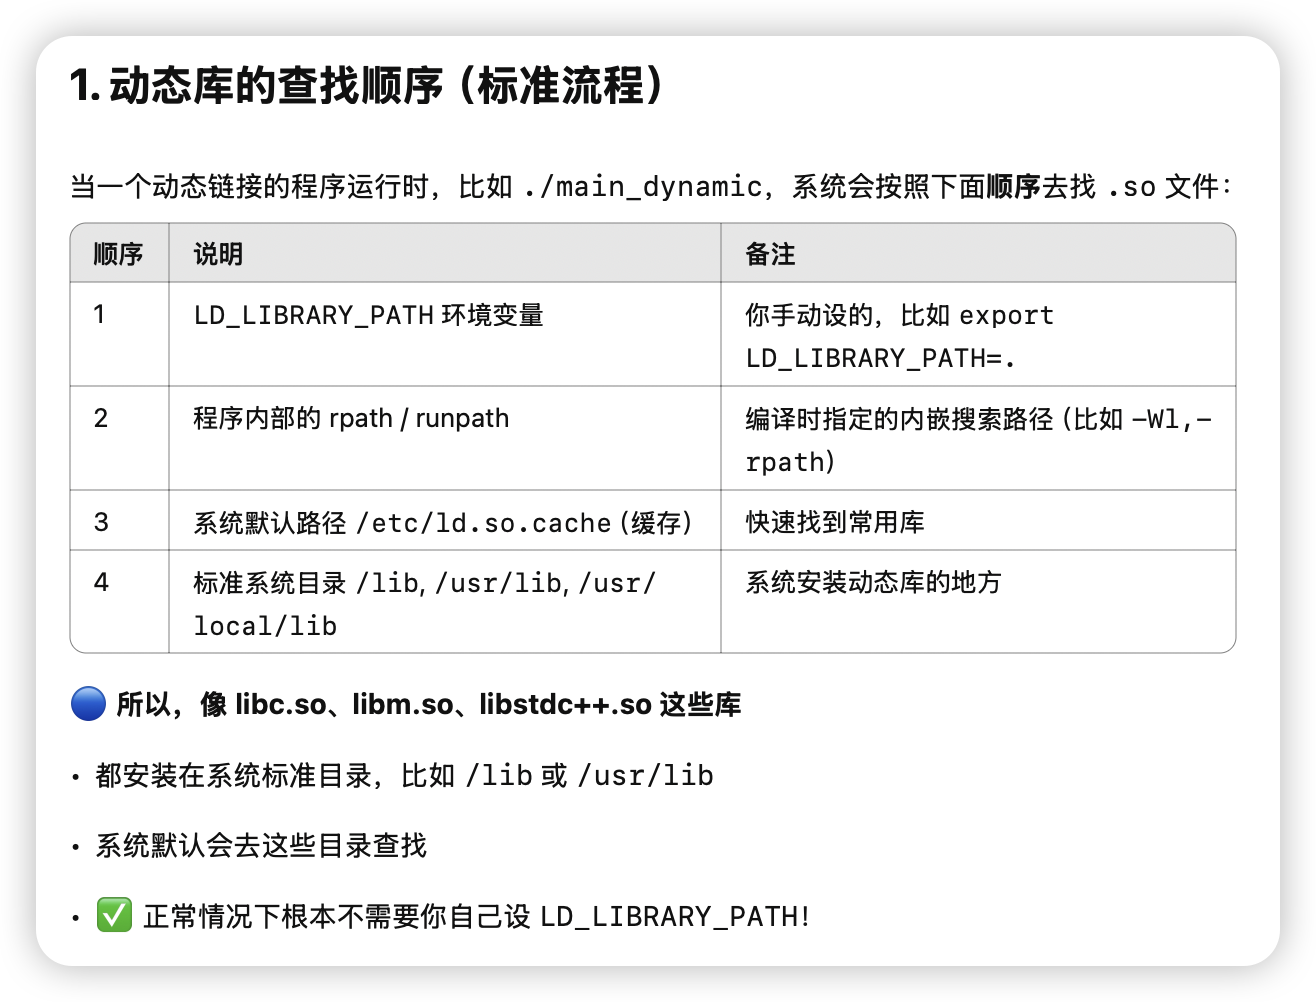 1. 动态库的查找顺序（标准流程）
当一个动态链接的程序运行时，比如 ./main_dynamic，系统会按照下面顺序去找 .so 文件：
顺序 说明 备注
1 LD_LIBRARY_PATH 环境变量 你手动设的，比如 export
LD_LIBRARY_PATH=.
2 程序内部的 rpath / runpath 编译时指定的内嵌搜索路径（比如 -Wl,-
rpath）
3 系统默认路径 /etc/ld.so.cache（缓存） 快速找到常用库
4 标准系统目录 /lib, /usr/lib, /usr/ 系统安装动态库的地方
local/lib
🔵 所以，像 libc.so、libm.so、libstdc++.so 这些库
• 都安装在系统标准目录，比如 /lib 或 /usr/lib
• 系统默认会去这些目录查找
• ✅ 正常情况下根本不需要你自己设 LD_LIBRARY_PATH！